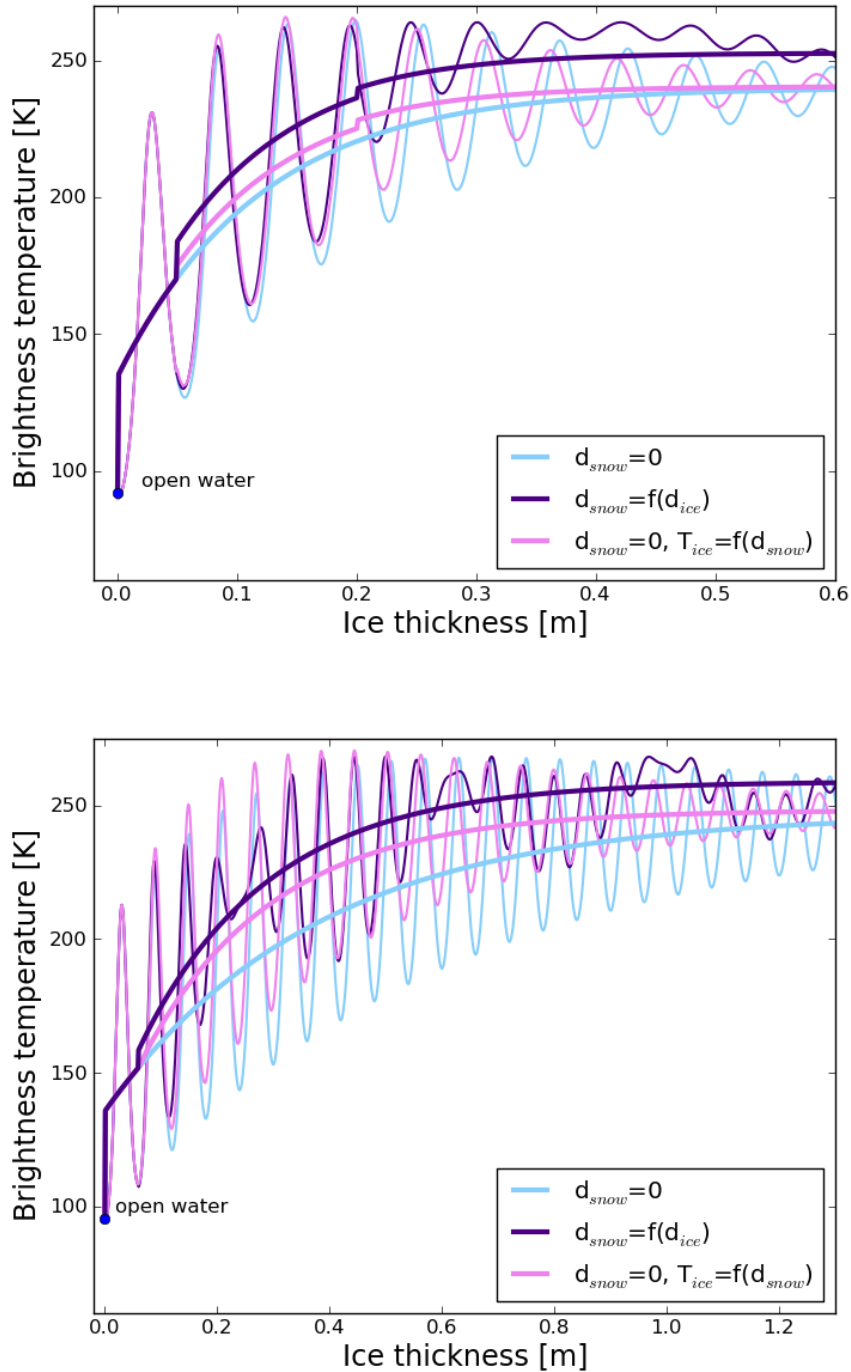 Brightness temperature [K]
250
200
150
100
open water
d_snow=0
d_snow=f(d_ice)
d_snow=0, T_ice=f(d_snow)
0.0 0.1 0.2 0.3 0.4 0.5 0.6
Ice thickness [m]
Brightness temperature [K]
250
200
150
100
open water
d_snow=0
d_snow=f(d_ice)
d_snow=0, T_ice=f(d_snow)
0.0 0.2 0.4 0.6 0.8 1.0 1.2
Ice thickness [m]